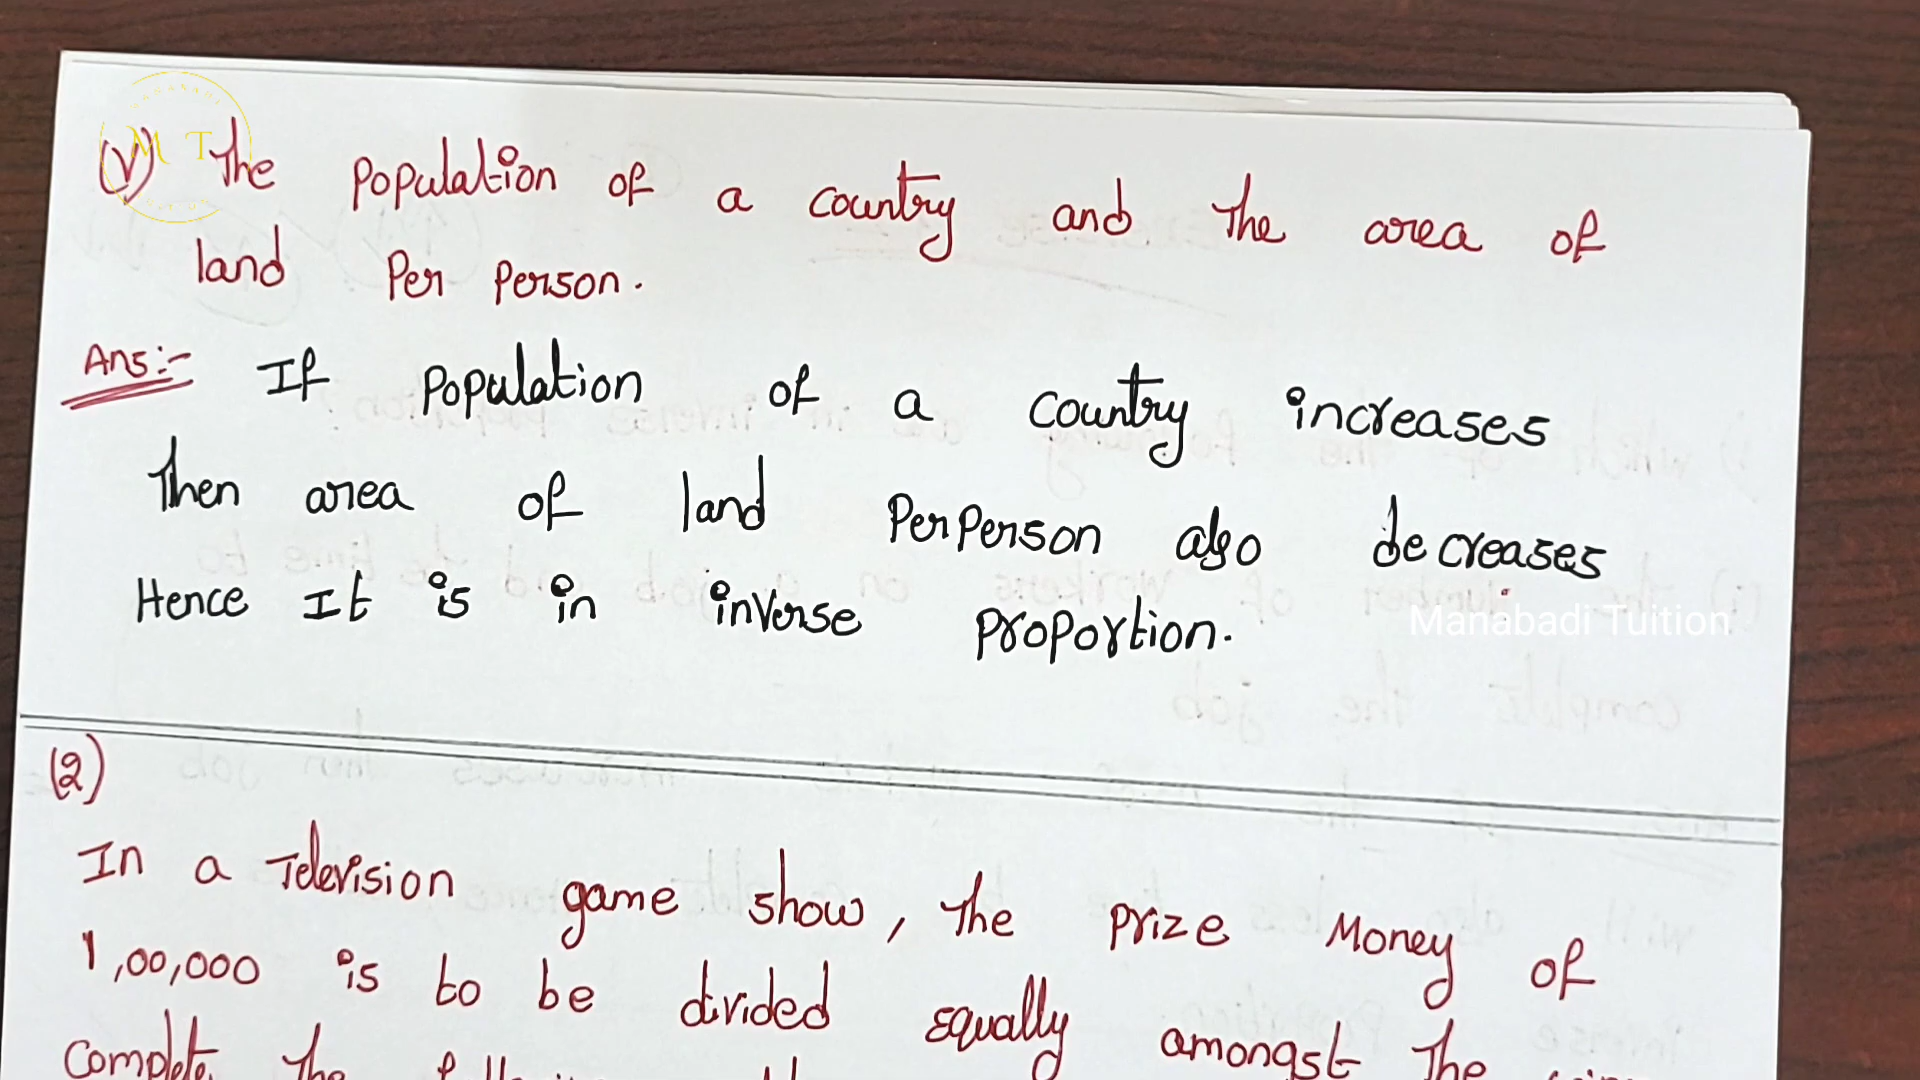 (V) The Population of a country and The area of
land Per Person.
Ans:- If Population of a country increases
Then area of land PerPerson also decreases
Hence It is in inverse proportion.
Manabadi Tuition
(2)
In a Television game show, The prize Money of
1,00,000 is to be divided equally amongst The
complete The
M T